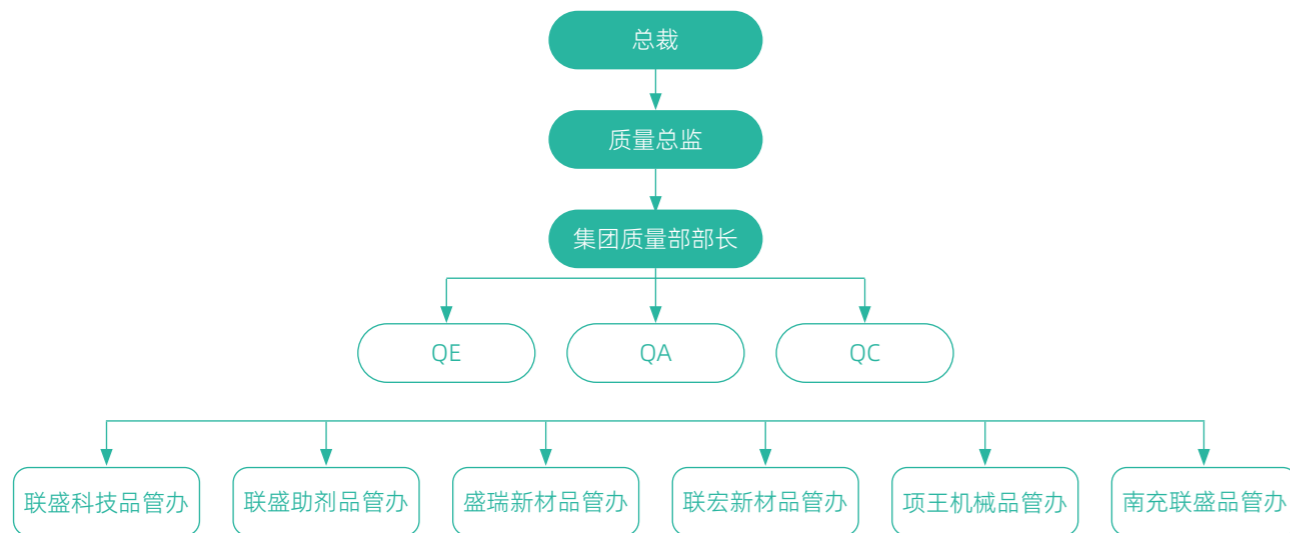 总裁
质量总监
集团质量部部长
QE
QA
QC
联盛科技品管办
联盛助剂品管办
盛瑞新材品管办
联宏新材品管办
项王机械品管办
南充联盛品管办